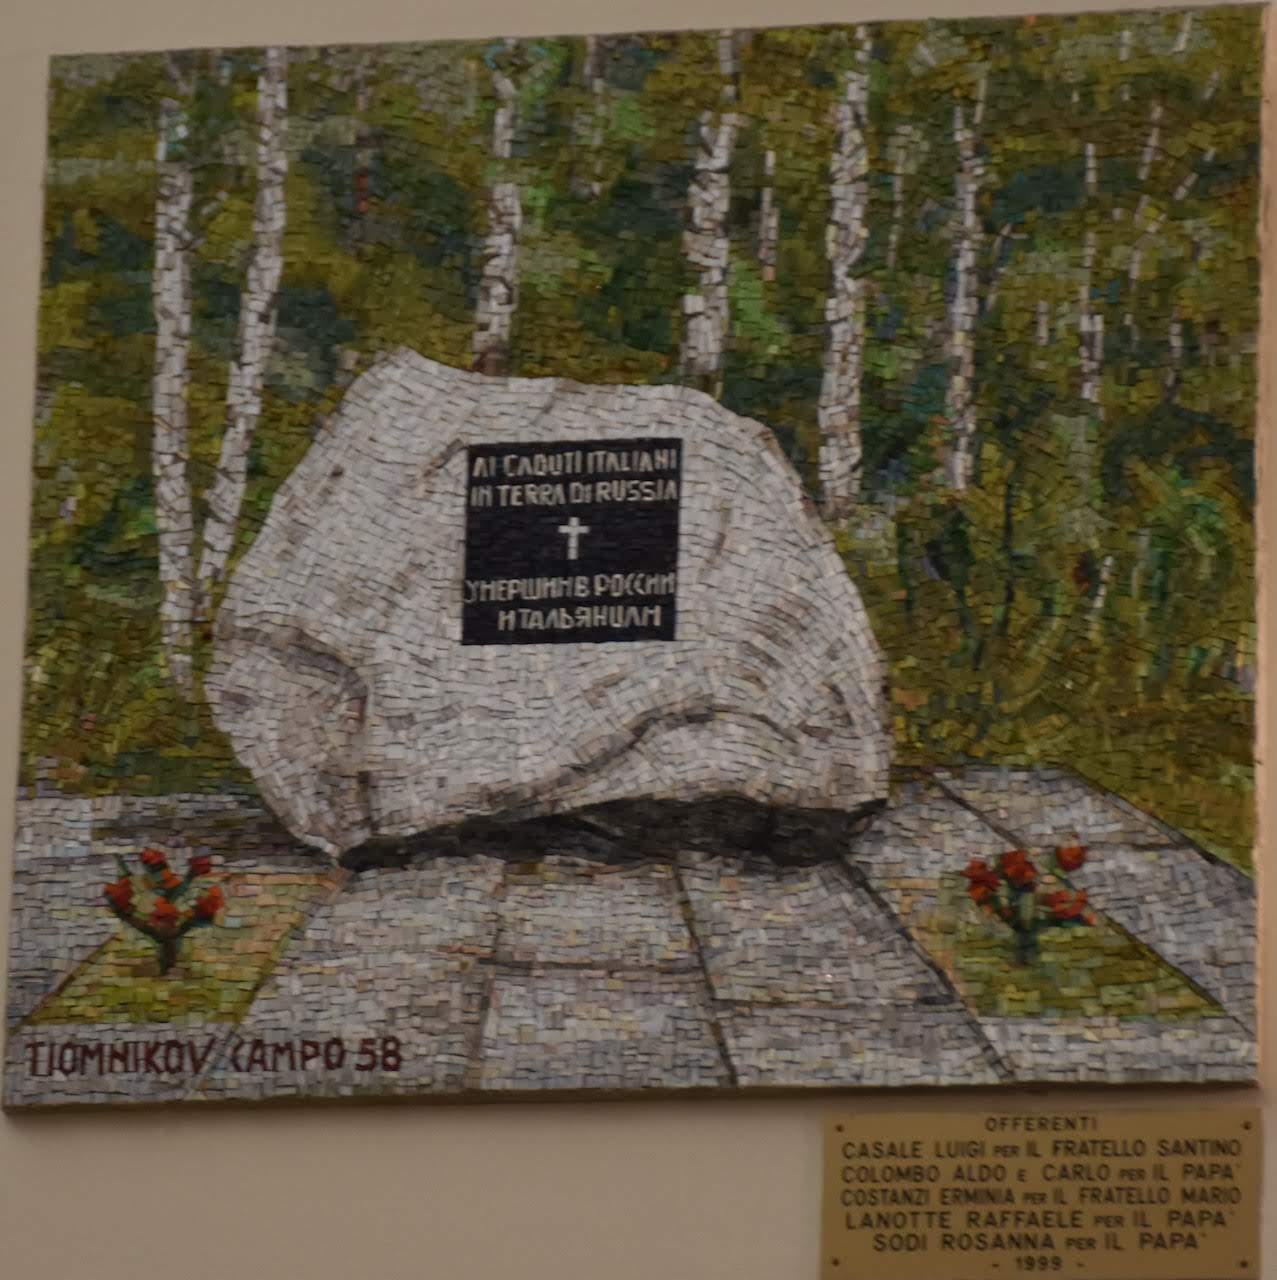 AI CADUTI ITALIANI
IN TERRA DI RUSSIA
УМЕРШИМ В РОССИИ
ИТАЛЬЯНЦАМ
TIOMNIKOV CAMPO 58
OFFERENTI
CASALE LUIGI PER IL FRATELLO SANTINO
COLOMBO ALDO E CARLO PER IL PAPA'
COSTANZI ERMINIA PER IL FRATELLO MARIO
LANOTTE RAFFAELE PER IL PAPA'
SODI ROSANNA PER IL PAPA'
- 1999 -